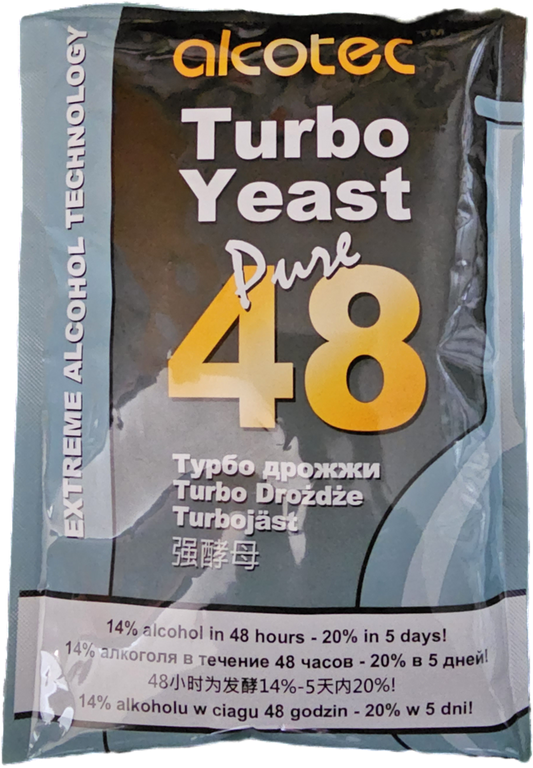 alcotec
EXTREME ALCOHOL TECHNOLOGY
Turbo
Yeast
Pure
48
Турбо дрожжи
Turbo Drożdże
Turbojäst
强酵母
14% alcohol in 48 hours - 20% in 5 days!
14% алкоголя в течение 48 часов - 20% в 5 дней!
48小时为发酵14%-5天内20%!
14% alkoholu w ciagu 48 godzin - 20% w 5 dni!